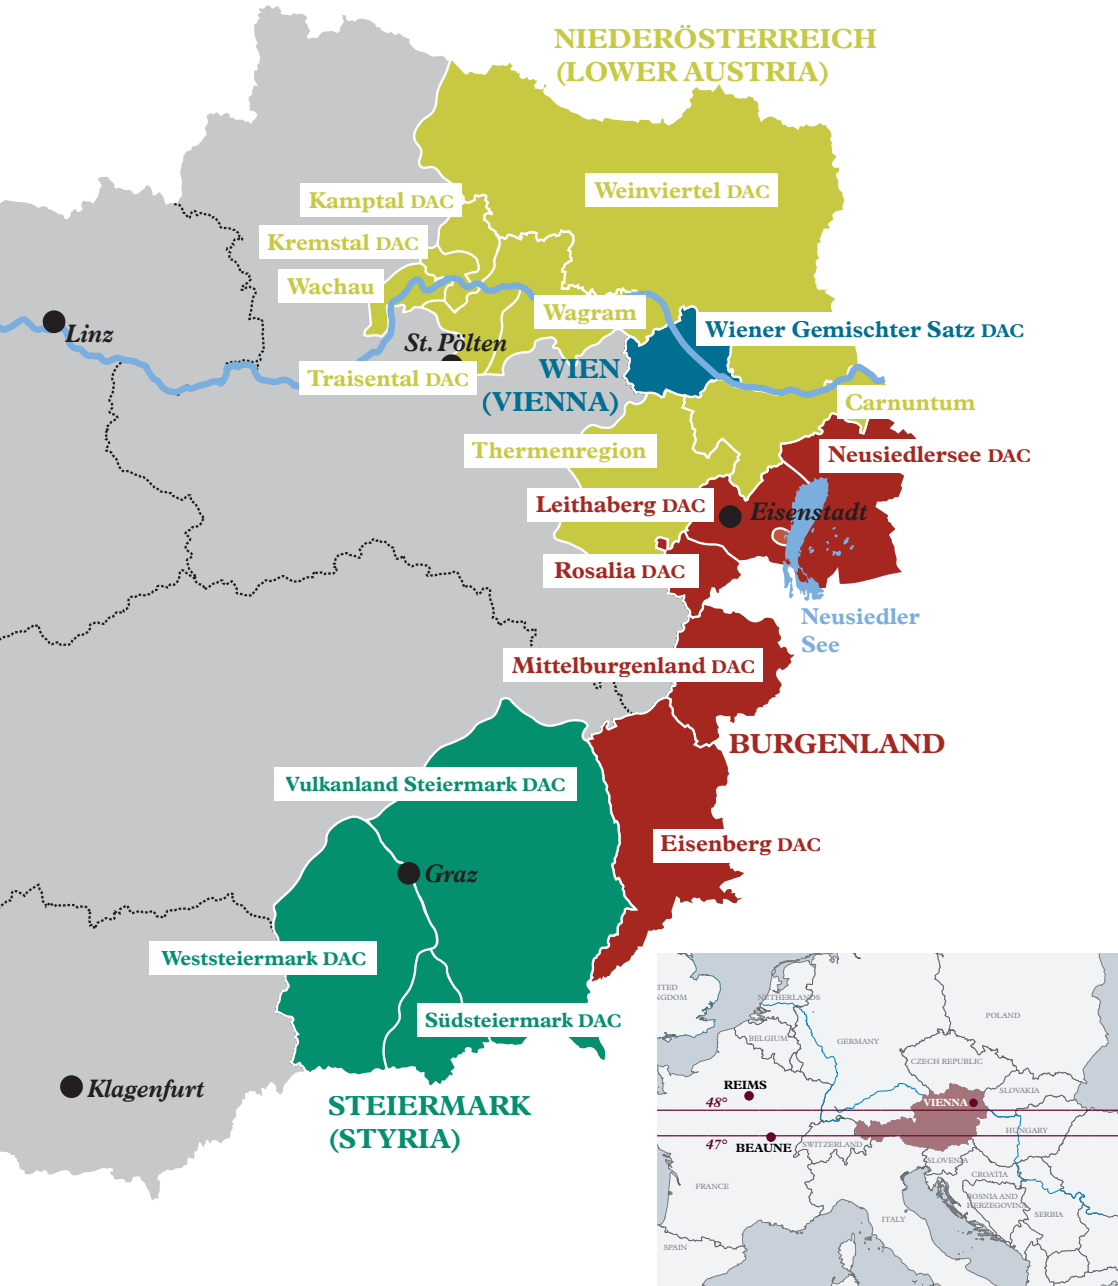 NIEDERÖSTERREICH
(LOWER AUSTRIA)
Weinviertel DAC
Kamptal DAC
Kremstal DAC
Wachau
Wagram
Linz
St. Pölten
Wiener Gemischter Satz DAC
WIEN
(VIENNA)
Traisental DAC
Carnuntum
Thermenregion
Neusiedlersee DAC
Leithaberg DAC
Eisenstadt
Rosalia DAC
Neusiedler
See
Mittelburgenland DAC
BURGENLAND
Vulkanland Steiermark DAC
Eisenberg DAC
Graz
Weststeiermark DAC
Südsteiermark DAC
Klagenfurt
STEIERMARK
(STYRIA)
ITED
NGDOM
NETHERLANDS
POLAND
BELGIUM
GERMANY
CZECH REPUBLIC
REIMS
SLOVAKIA
48°
VIENNA
HUNGARY
47°
BEAUNE
SWITZERLAND
SLOVENIA
CROATIA
FRANCE
BOSNIA AND
HERZEGOVINA
SERBIA
ITALY
SPAIN